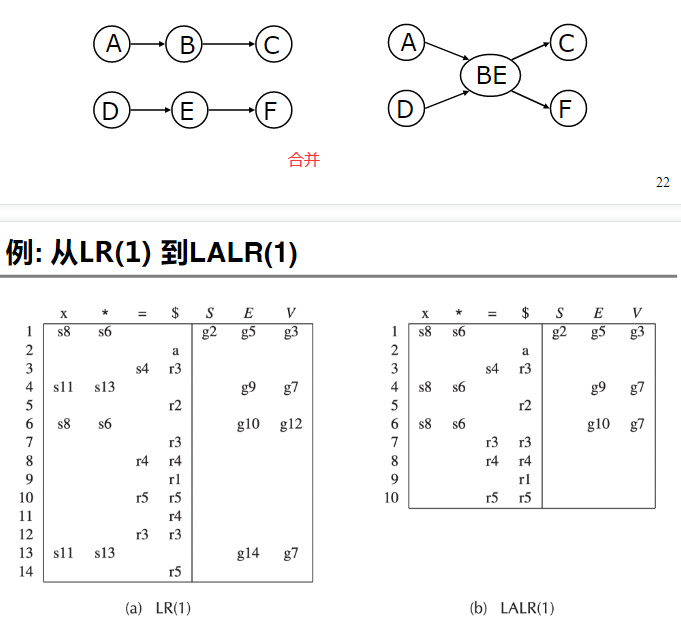 A B C A C
BE
D E F D F
合并
22
例: 从LR(1) 到LALR(1)
x * = $ S E V
1 s8 s6 g2 g5 g3
2 a
3 s4 r3
4 s11 s13 g9 g7
5 r2
6 s8 s6 g10 g12
7 r3
8 r4 r4
9 r1
10 r5 r5
11 r4
12 r3 r3
13 s11 s13 g14 g7
14 r5
(a) LR(1)
x * = $ S E V
1 s8 s6 g2 g5 g3
2 a
3 s4 r3
4 s8 s6 g9 g7
5 r2
6 s8 s6 g10 g7
7 r3 r3
8 r4 r4
9 r1
10 r5 r5
(b) LALR(1)